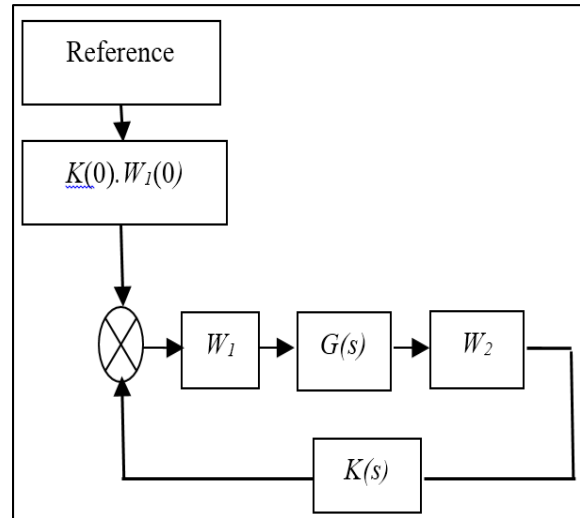 Reference
K(0).W₁(0)
W₁
G(s)
W₂
K(s)